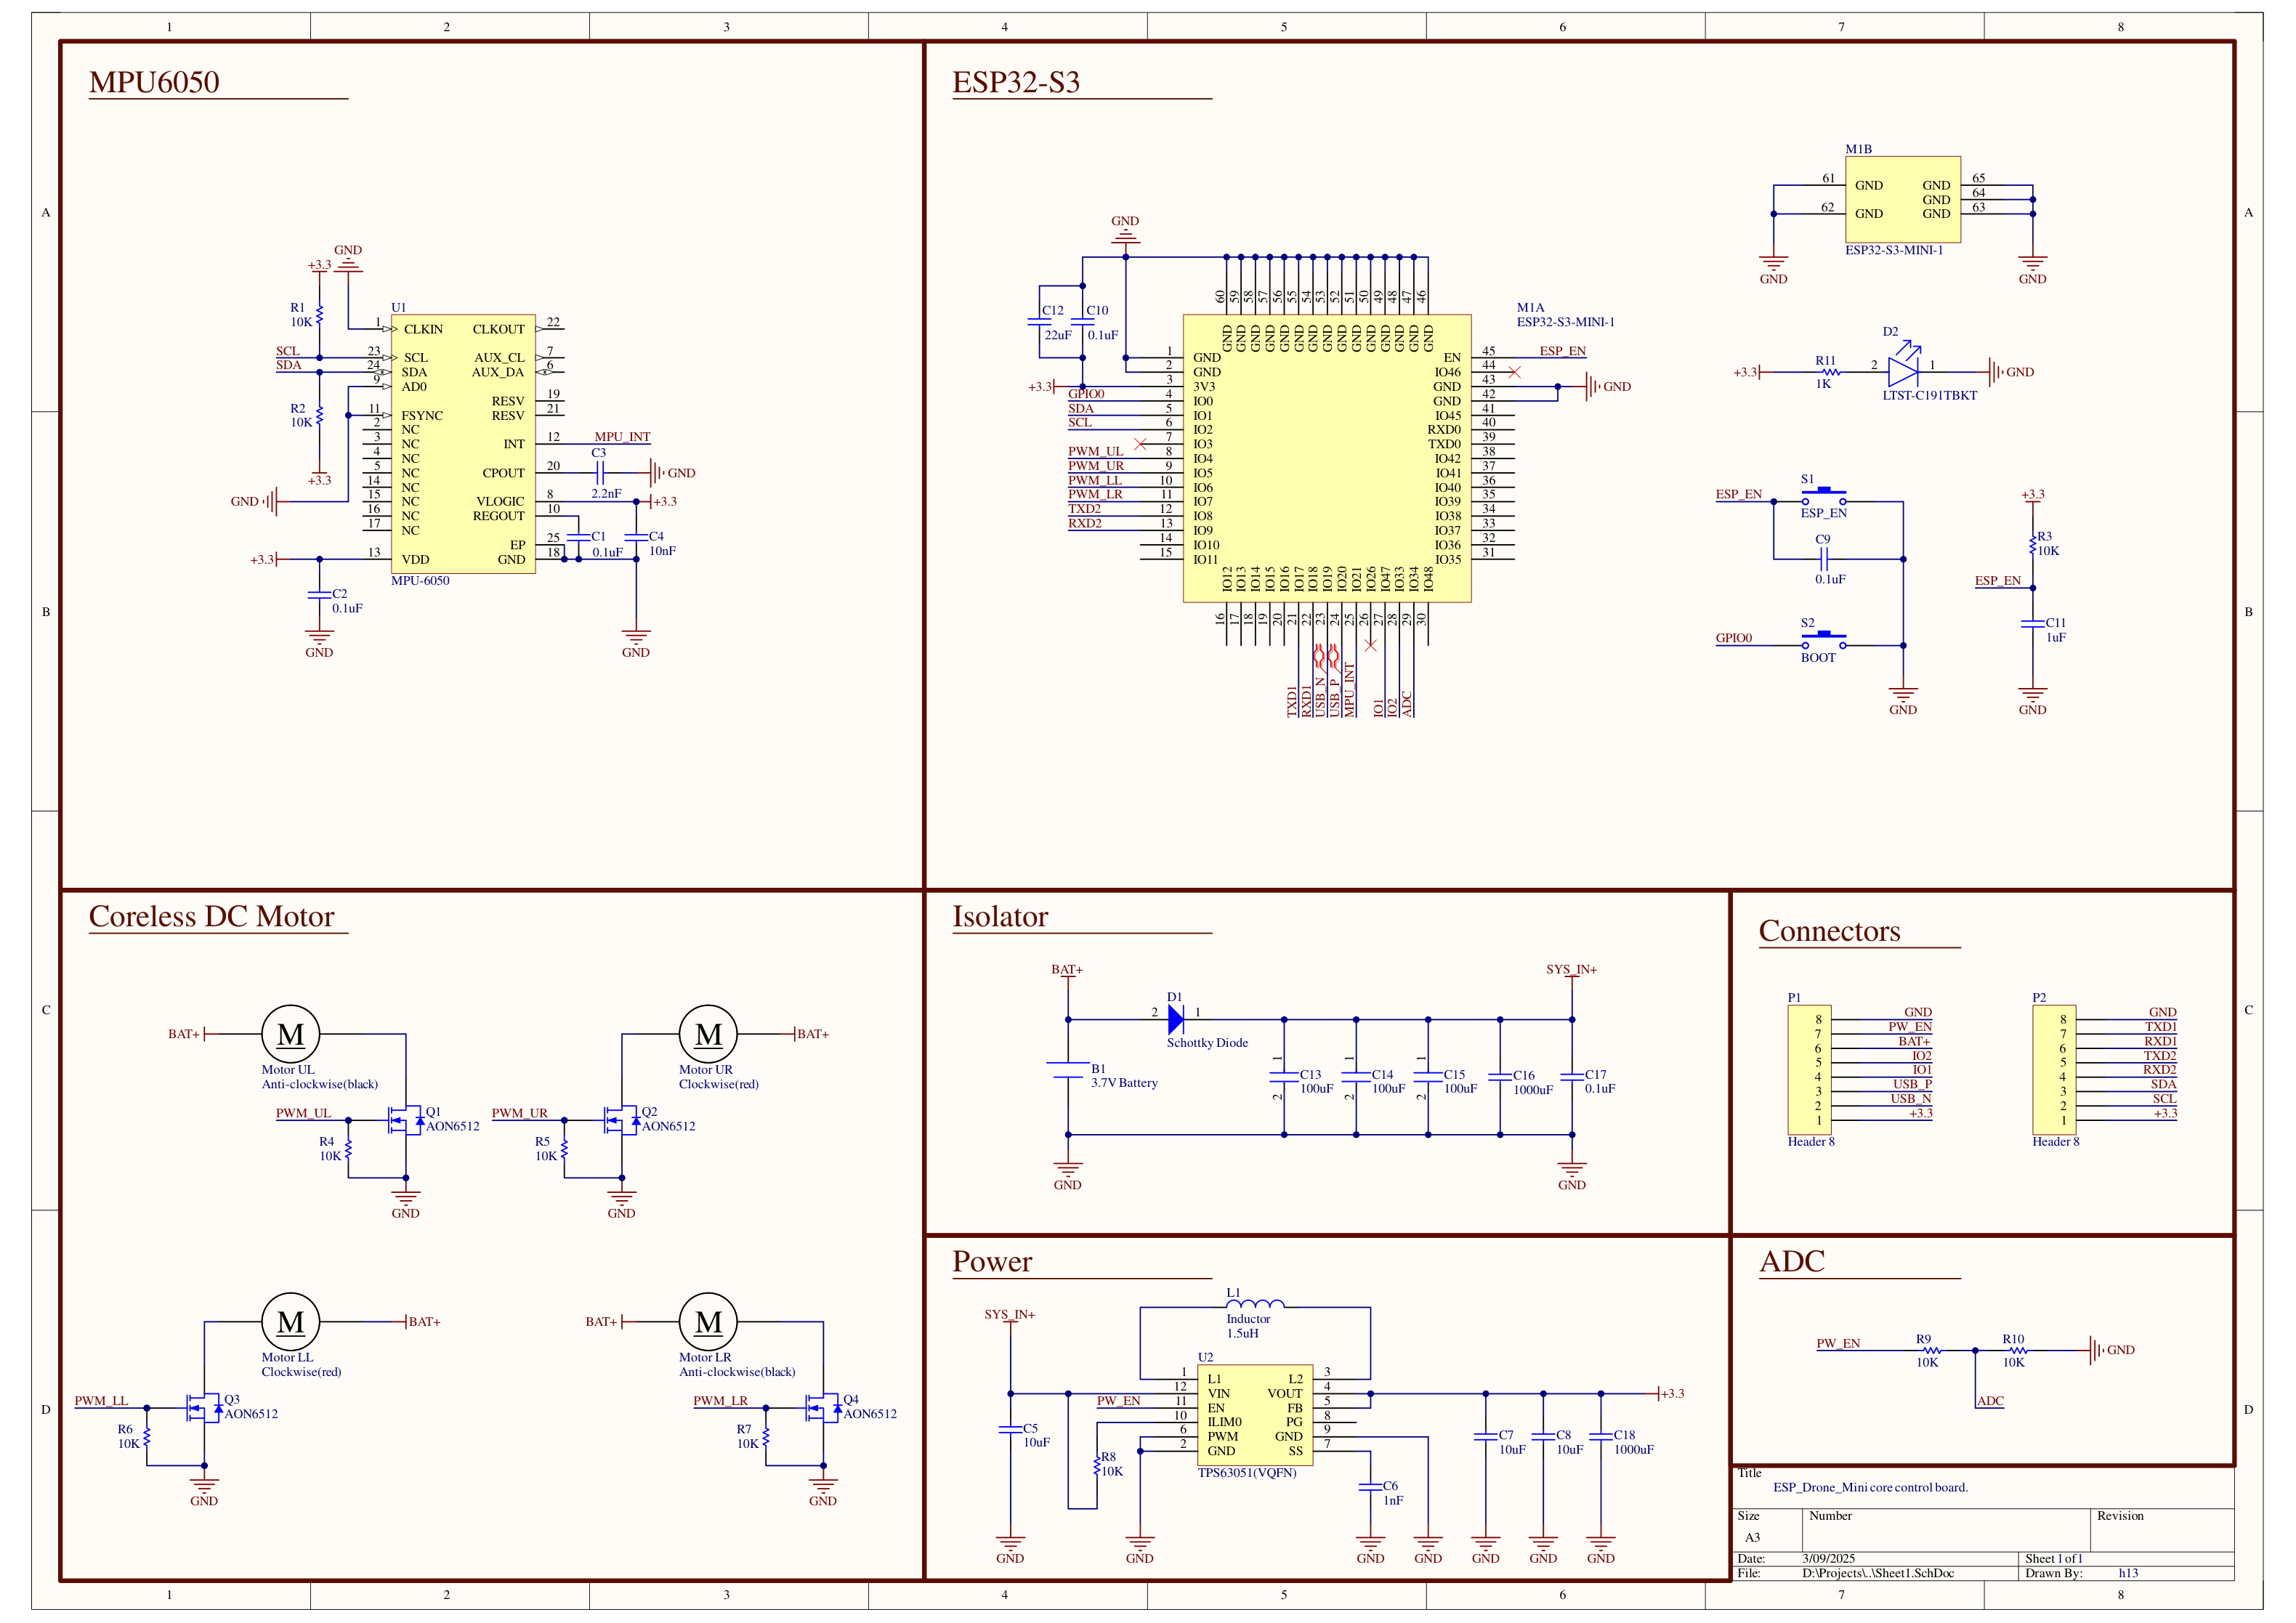 1 2 3 4 5 6 7 8
A
B
C
D
MPU6050
GND
+3.3
R1
10K
SCL
SDA
R2
10K
+3.3
GND
+3.3
C2
0.1uF
GND
U1
1 CLKIN
23 SCL
24 SDA
9 AD0
11 FSYNC
2 NC
3 NC
4 NC
5 NC
14 NC
15 NC
16 NC
17 NC
13 VDD
CLKOUT 22
AUX_CL 7
AUX_DA 6
RESV 19
RESV 21
INT 12 MPU_INT
CPOUT 20
VLOGIC 8
REGOUT 10
EP 25
GND 18
MPU-6050
C3
2.2nF
GND
+3.3
C1
0.1uF
C4
10nF
GND
ESP32-S3
GND
C12
22uF
C10
0.1uF
+3.3
60 59 58 57 56 55 54 53 52 51 50 49 48 47 46
GND GND GND GND GND GND GND GND GND GND GND GND GND GND GND
M1A
ESP32-S3-MINI-1
1 GND
2 GND
3 3V3
GPIO0 4 IO0
SDA 5 IO1
SCL 6 IO2
7 IO3
PWM_UL 8 IO4
PWM_UR 9 IO5
PWM_LL 10 IO6
PWM_LR 11 IO7
TXD2 12 IO8
RXD2 13 IO9
14 IO10
15 IO11
EN 45 ESP_EN
IO46 44
GND 43
GND 42
GND
IO45 41
RXD0 40
TXD0 39
IO42 38
IO41 37
IO40 36
IO39 35
IO38 34
IO37 33
IO36 32
IO35 31
IO12 IO13 IO14 IO15 IO16 IO17 IO18 IO19 IO20 IO21 IO26 IO47 IO33 IO34 IO48
16 17 18 19 20 21 22 23 24 25 26 27 28 29 30
TXD1 RXD1 USB_N USB_P MPU_INT IO1 IO2 ADC
M1B
61 GND GND 65
GND 64
62 GND GND 63
ESP32-S3-MINI-1
GND
GND
D2
+3.3
R11
1K
2 1
GND
LTST-C191TBKT
S1
ESP_EN
ESP_EN
C9
0.1uF
S2
GPIO0
BOOT
GND
+3.3
R3
10K
ESP_EN
C11
1uF
GND
Coreless DC Motor
BAT+
M
Motor UL
Anti-clockwise(black)
PWM_UL
Q1
AON6512
R4
10K
GND
M
BAT+
Motor UR
Clockwise(red)
PWM_UR
Q2
AON6512
R5
10K
GND
M
BAT+
Motor LL
Clockwise(red)
PWM_LL
Q3
AON6512
R6
10K
GND
BAT+
M
Motor LR
Anti-clockwise(black)
PWM_LR
Q4
AON6512
R7
10K
GND
Isolator
BAT+
SYS_IN+
D1
2 1
Schottky Diode
B1
3.7V Battery
1
C13
100uF
2
1
C14
100uF
2
1
C15
100uF
2
C16
1000uF
C17
0.1uF
GND
GND
Connectors
P1
8 GND
7 PW_EN
6 BAT+
5 IO2
4 IO1
3 USB_P
2 USB_N
1 +3.3
Header 8
P2
8 GND
7 TXD1
6 RXD1
5 TXD2
4 RXD2
3 SDA
2 SCL
1 +3.3
Header 8
Power
SYS_IN+
L1
Inductor
1.5uH
U2
1 L1 L2 3
12 VIN VOUT 4
PW_EN 11 EN FB 5
10 ILIM0 PG 8
6 PWM GND 9
2 GND SS 7
TPS63051(VQFN)
+3.3
C5
10uF
R8
10K
C6
1nF
C7
10uF
C8
10uF
C18
1000uF
GND
GND
GND
GND
GND
GND
GND
ADC
PW_EN
R9
10K
R10
10K
GND
ADC
Title
ESP_Drone_Mini core control board.
Size
A3
Number
Revision
Date: 3/09/2025 Sheet 1 of 1
File: D:\Projects\..\Sheet1.SchDoc Drawn By: h13
A
B
C
D
1 2 3 4 5 6 7 8